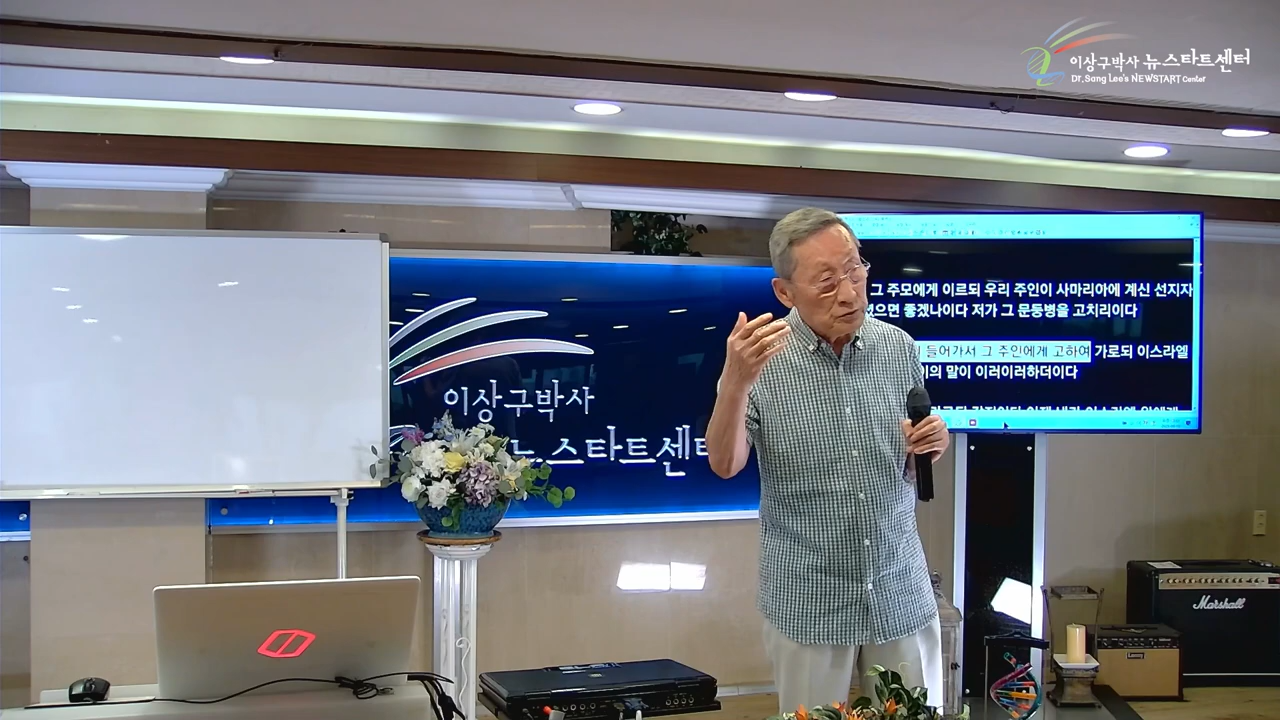 이상구박사 뉴스타트센터
Dr. Sang Lee's NEWSTART Center
그 주모에게 이르되 우리 주인이 사마리아에 계신 선지자
으면 좋겠나이다 저가 그 문둥병을 고치리이다
들어가서 그 주인에게 고하여 가로되 이스라엘
의 말이 이러이러하더이다
이상구박사
뉴스타트센터
Marshall